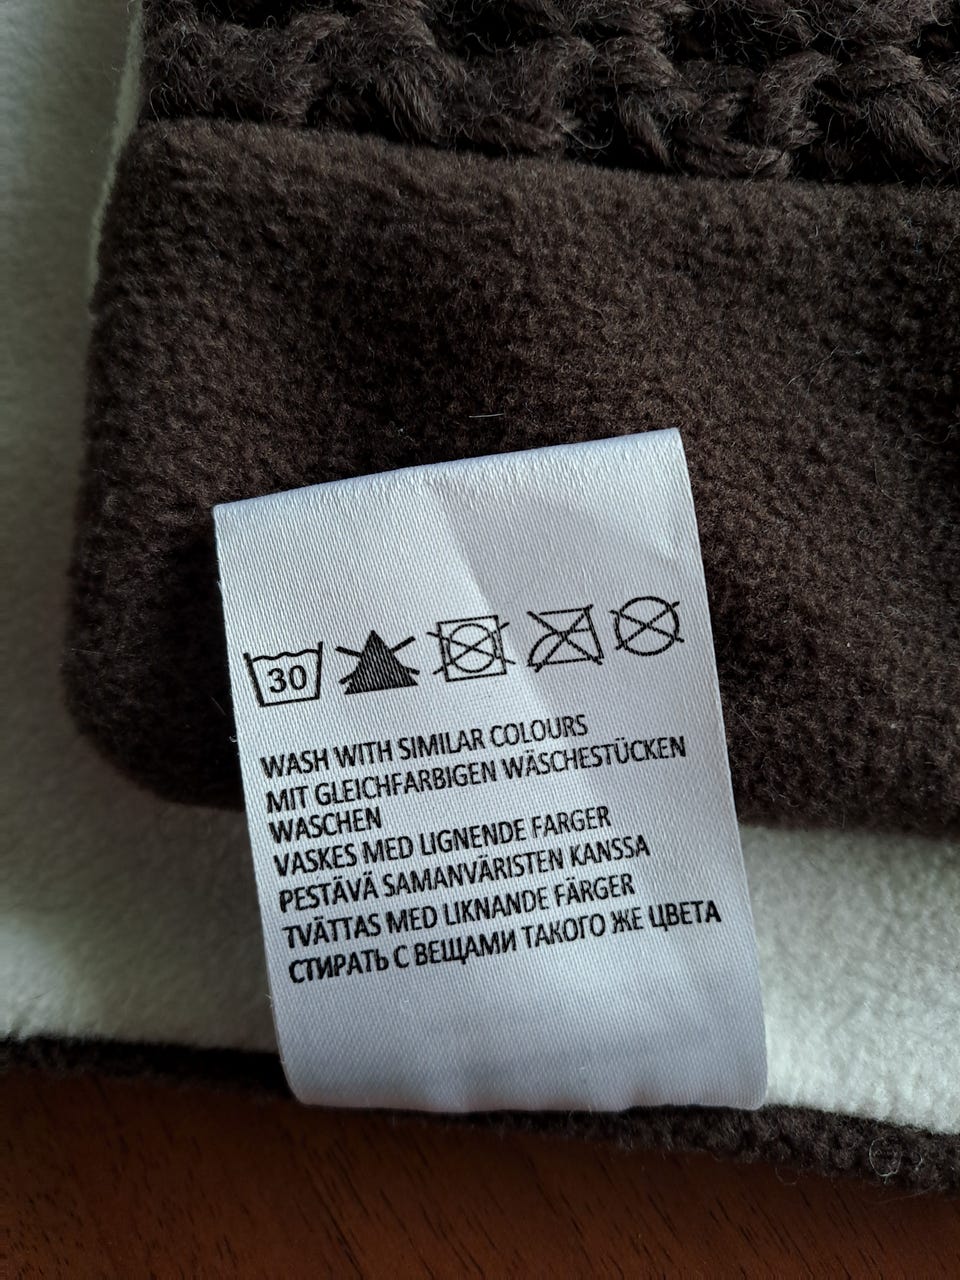 30
WASH WITH SIMILAR COLOURS
MIT GLEICHFARBIGEN WÄSCHESTÜCKEN
WASCHEN
VASKES MED LIGNENDE FARGER
PESTÄVÄ SAMANVÄRISTEN KANSSA
TVÄTTAS MED LIKNANDE FÄRGER
СТИРАТЬ С ВЕЩАМИ ТАКОГО ЖЕ ЦВЕТА